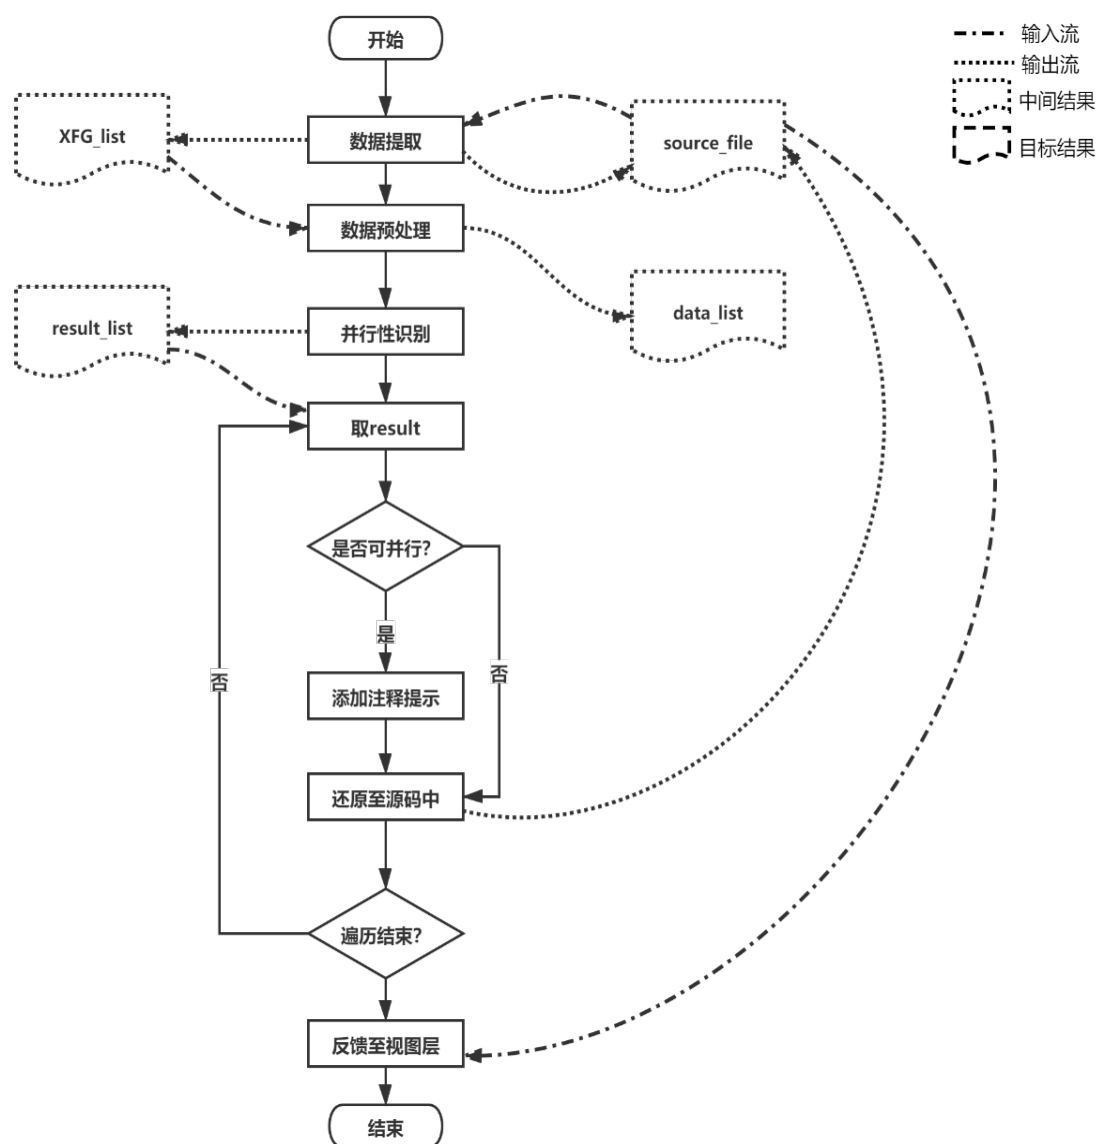 开始
输入流
输出流
中间结果
目标结果
XFG_list
数据提取
source_file
数据预处理
data_list
result_list
并行性识别
取result
是否可并行？
是
否
否
添加注释提示
还原至源码中
遍历结束？
反馈至视图层
结束